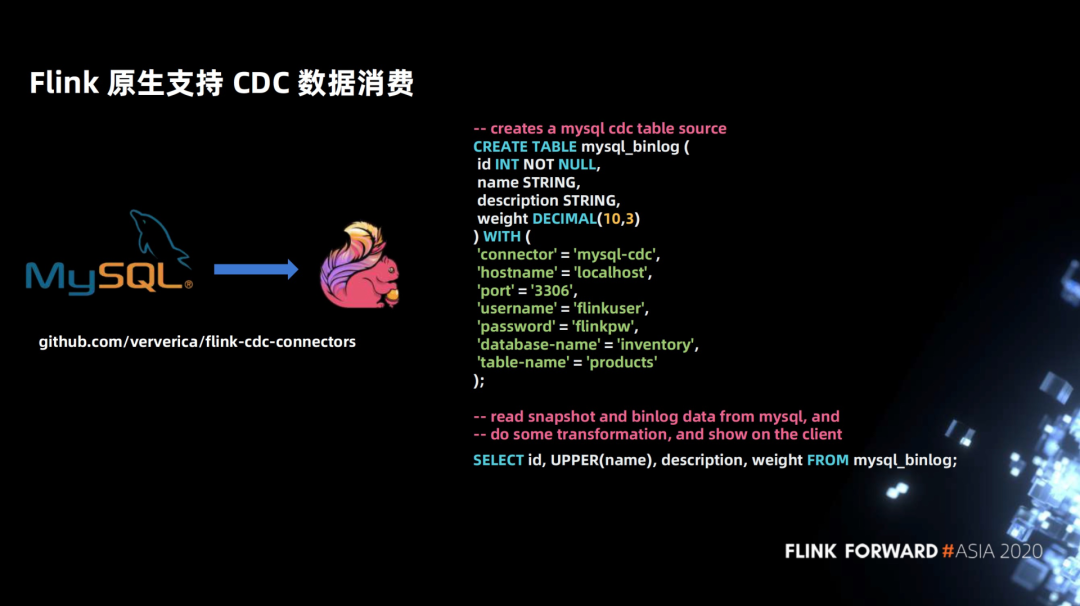 Flink 原生支持 CDC 数据消费
MySQL®
github.com/ververica/flink-cdc-connectors
-- creates a mysql cdc table source
CREATE TABLE mysql_binlog (
id INT NOT NULL,
name STRING,
description STRING,
weight DECIMAL(10,3)
) WITH (
'connector' = 'mysql-cdc',
'hostname' = 'localhost',
'port' = '3306',
'username' = 'flinkuser',
'password' = 'flinkpw',
'database-name' = 'inventory',
'table-name' = 'products'
);
-- read snapshot and binlog data from mysql, and
-- do some transformation, and show on the client
SELECT id, UPPER(name), description, weight FROM mysql_binlog;
FLINK FORWARD #ASIA 2020